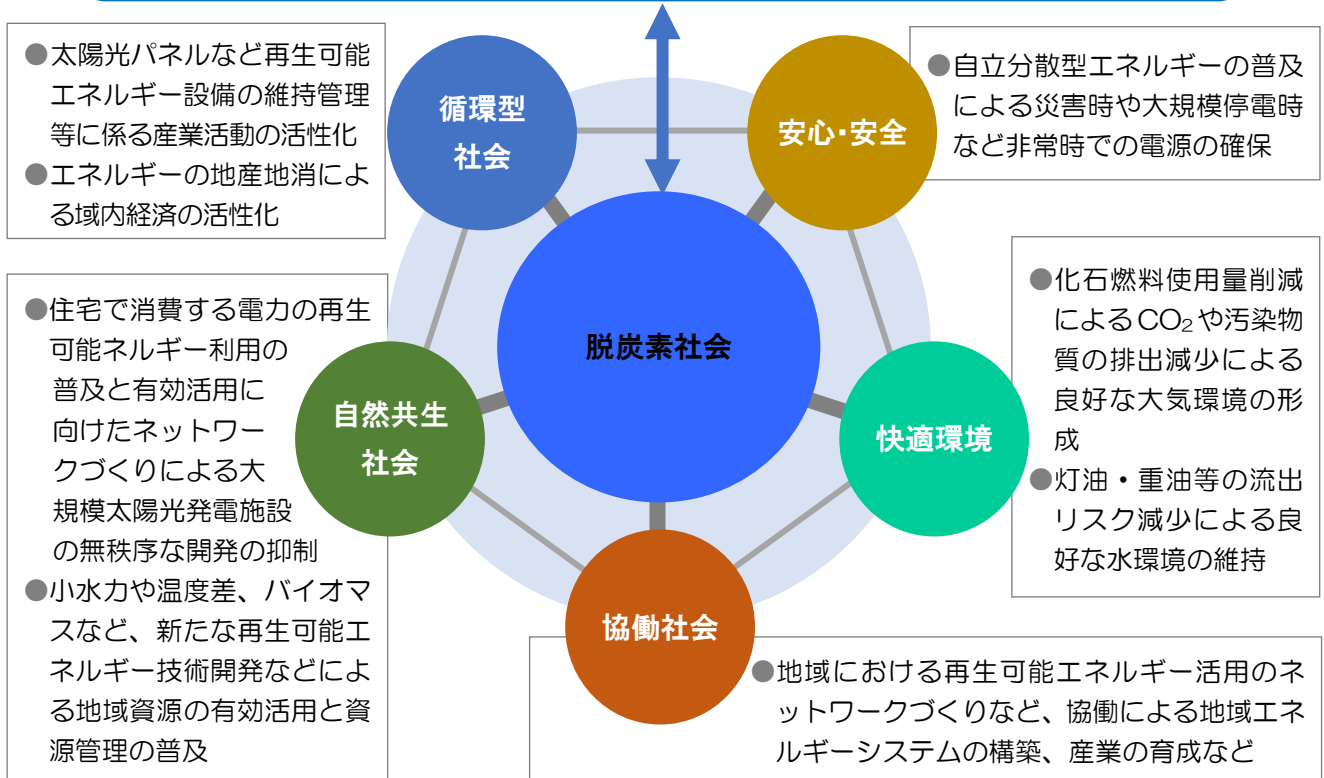 ●太陽光パネルなど再生可能
エネルギー設備の維持管理
等に係る産業活動の活性化
●エネルギーの地産地消によ
る域内経済の活性化
循環型
社会
安心・安全
●自立分散型エネルギーの普及
による災害時や大規模停電時
など非常時での電源の確保
●住宅で消費する電力の再生
可能ネルギー利用の
普及と有効活用に
向けたネットワー
クづくりによる大
規模太陽光発電施設
の無秩序な開発の抑制
●小水力や温度差、バイオマ
スなど、新たな再生可能エ
ネルギー技術開発などによ
る地域資源の有効活用と資
源管理の普及
自然共生
社会
脱炭素社会
快適環境
●化石燃料使用量削減
によるCO₂や汚染物
質の排出減少による
良好な大気環境の形
成
●灯油・重油等の流出
リスク減少による良
好な水環境の維持
協働社会
●地域における再生可能エネルギー活用のネ
ットワークづくりなど、協働による地域エネ
ルギーシステムの構築、産業の育成など